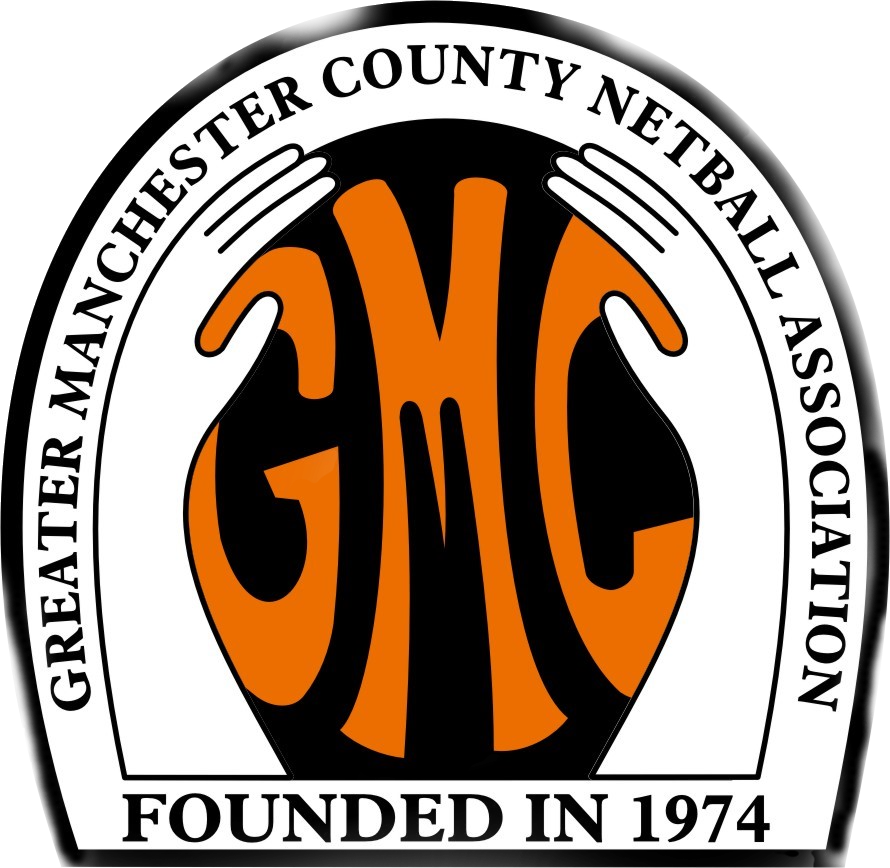 GREATER MANCHESTER COUNTY NETBALL ASSOCIATION
GMC
FOUNDED IN 1974